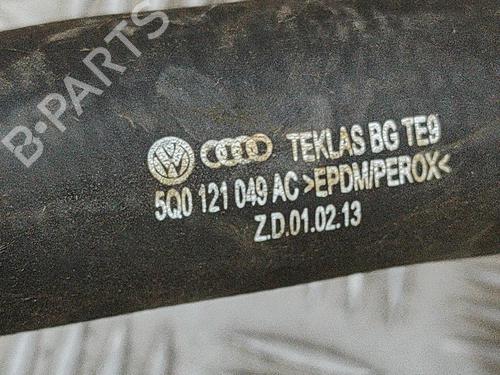 B-PARTS
TEKLAS BG TE9
5Q0 121 049 AC >EPDM/PEROX<
Z.D.01.02.13